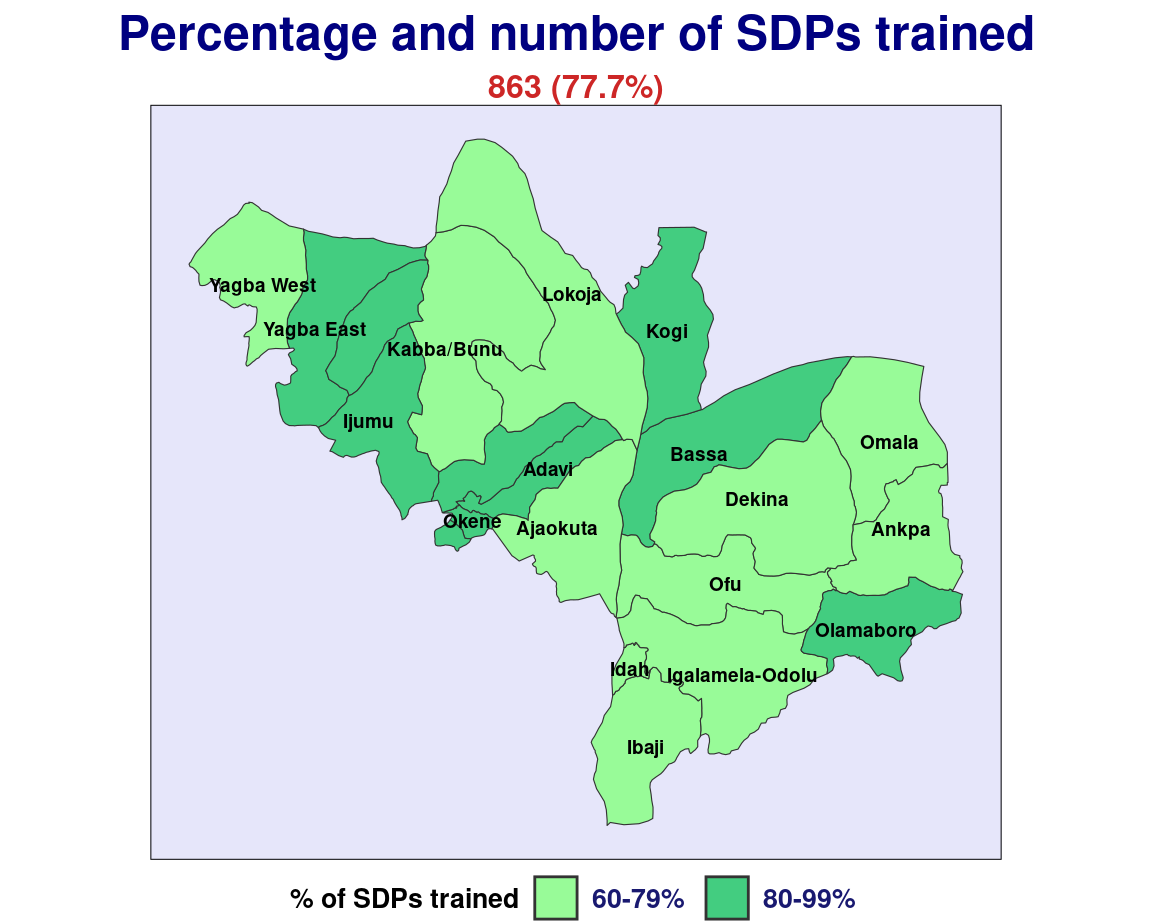 Percentage and number of SDPs trained
863 (77.7%)
Yagba West
Lokoja
Yagba East
Kogi
Kabba/Bunu
Ijumu
Omala
Bassa
Adavi
Dekina
Okene
Ajaokuta
Ankpa
Ofu
Olamaboro
Idah
Igalamela-Odolu
Ibaji
% of SDPs trained 60-79% 80-99%